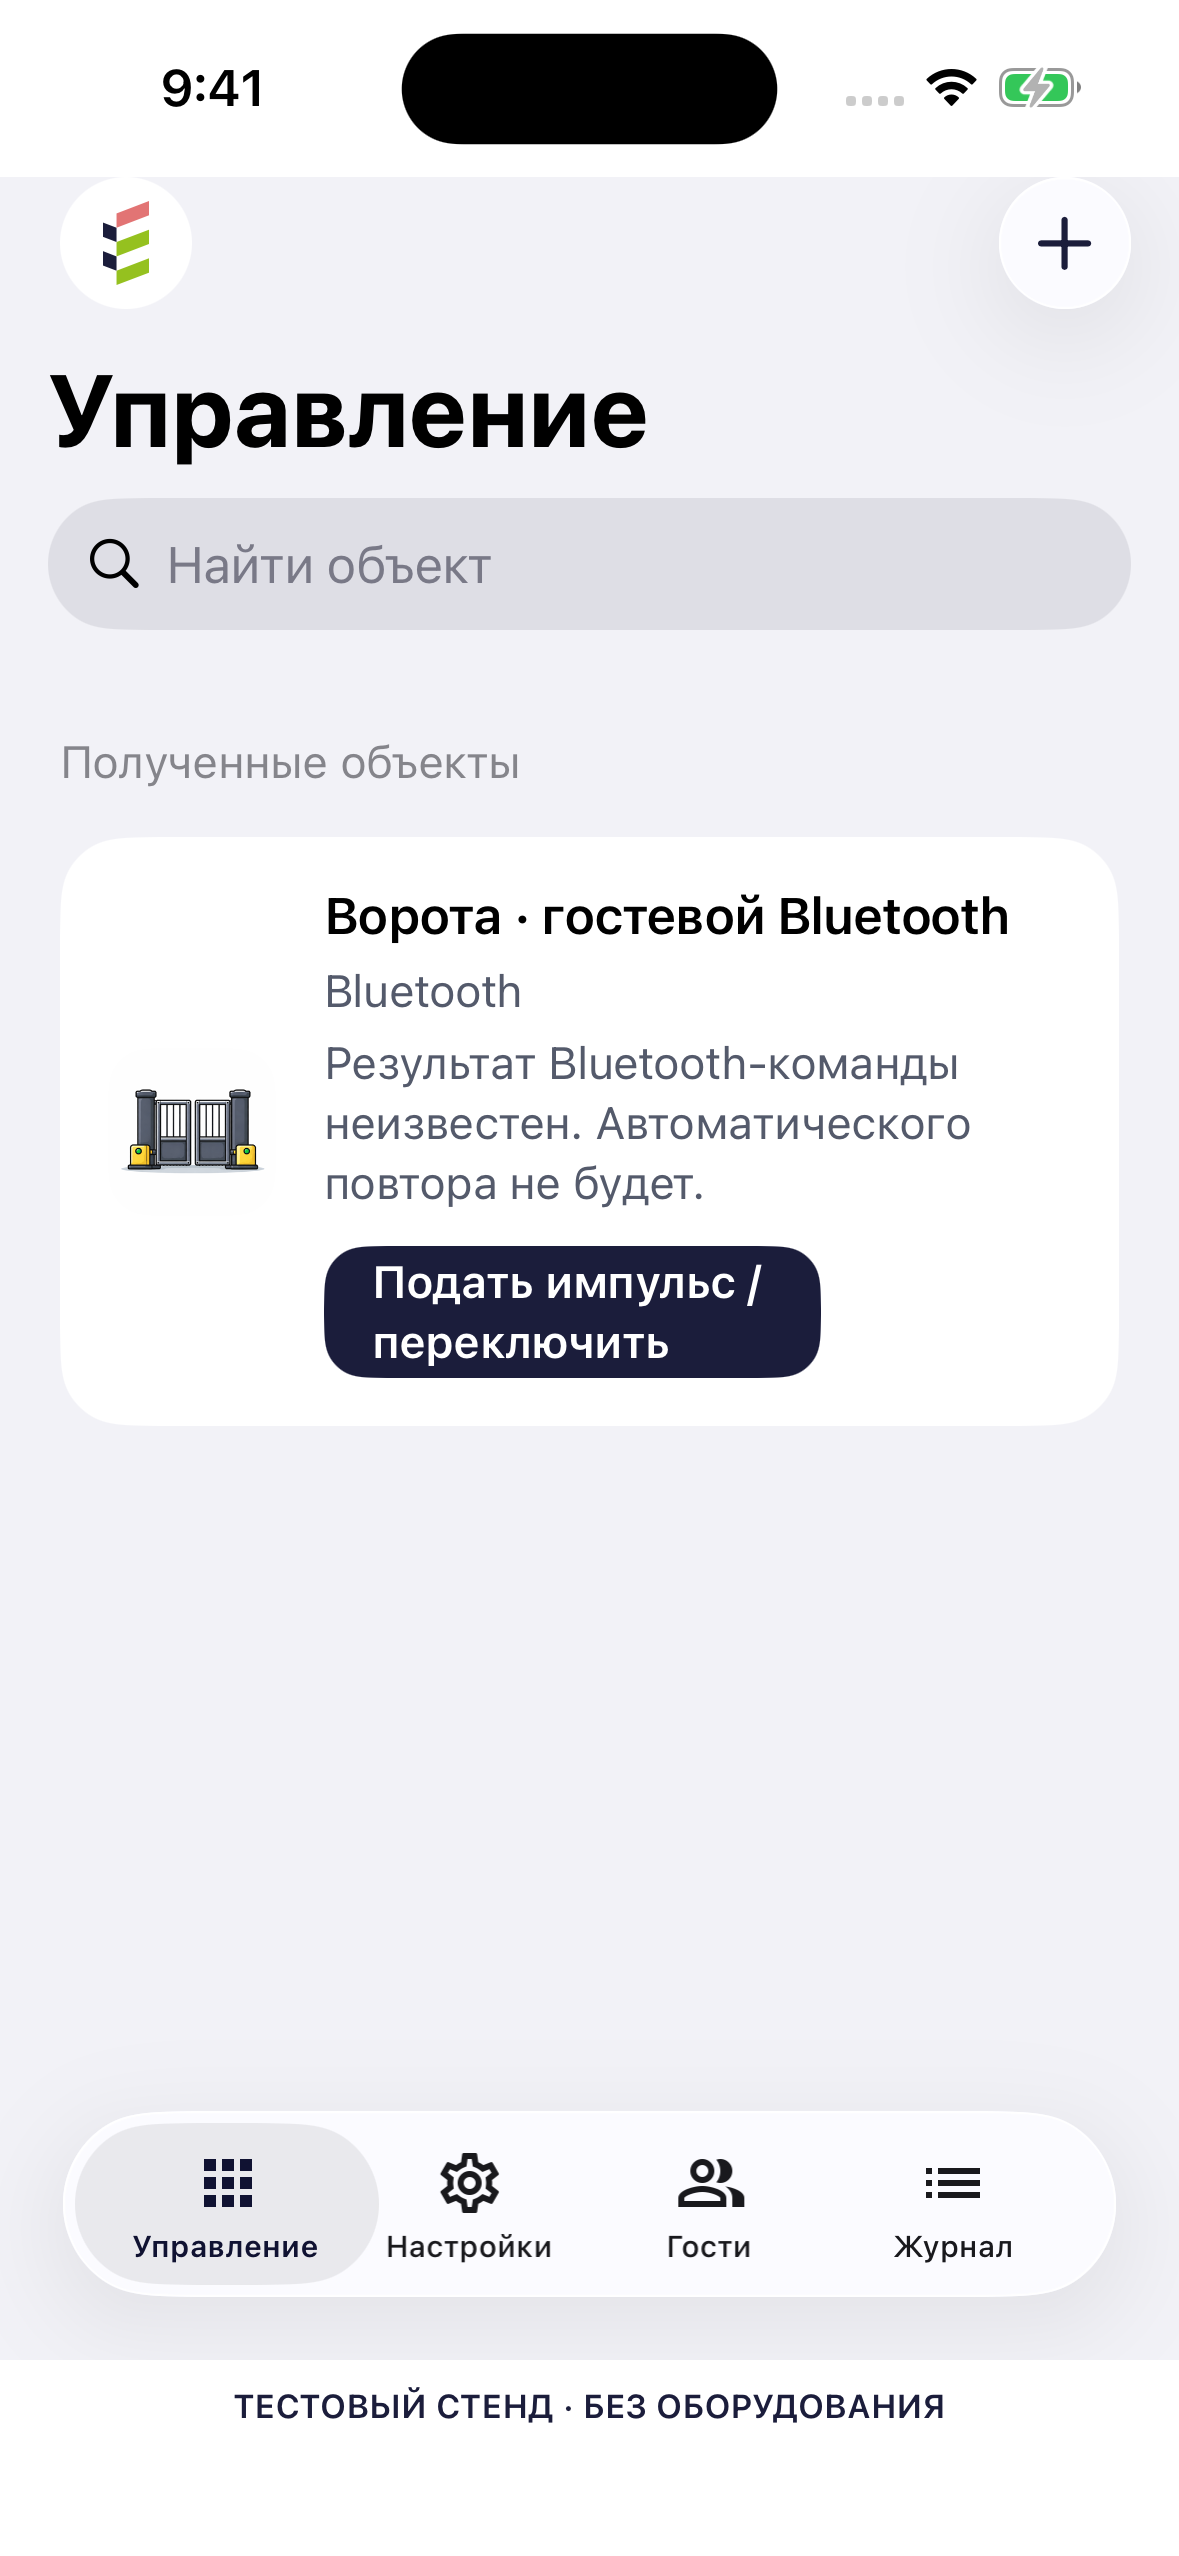 9:41
Управление
Найти объект
Полученные объекты
Ворота · гостевой Bluetooth
Bluetooth
Результат Bluetooth-команды
неизвестен. Автоматического
повтора не будет.
Подать импульс /
переключить
Управление
Настройки
Гости
Журнал
ТЕСТОВЫЙ СТЕНД · БЕЗ ОБОРУДОВАНИЯ